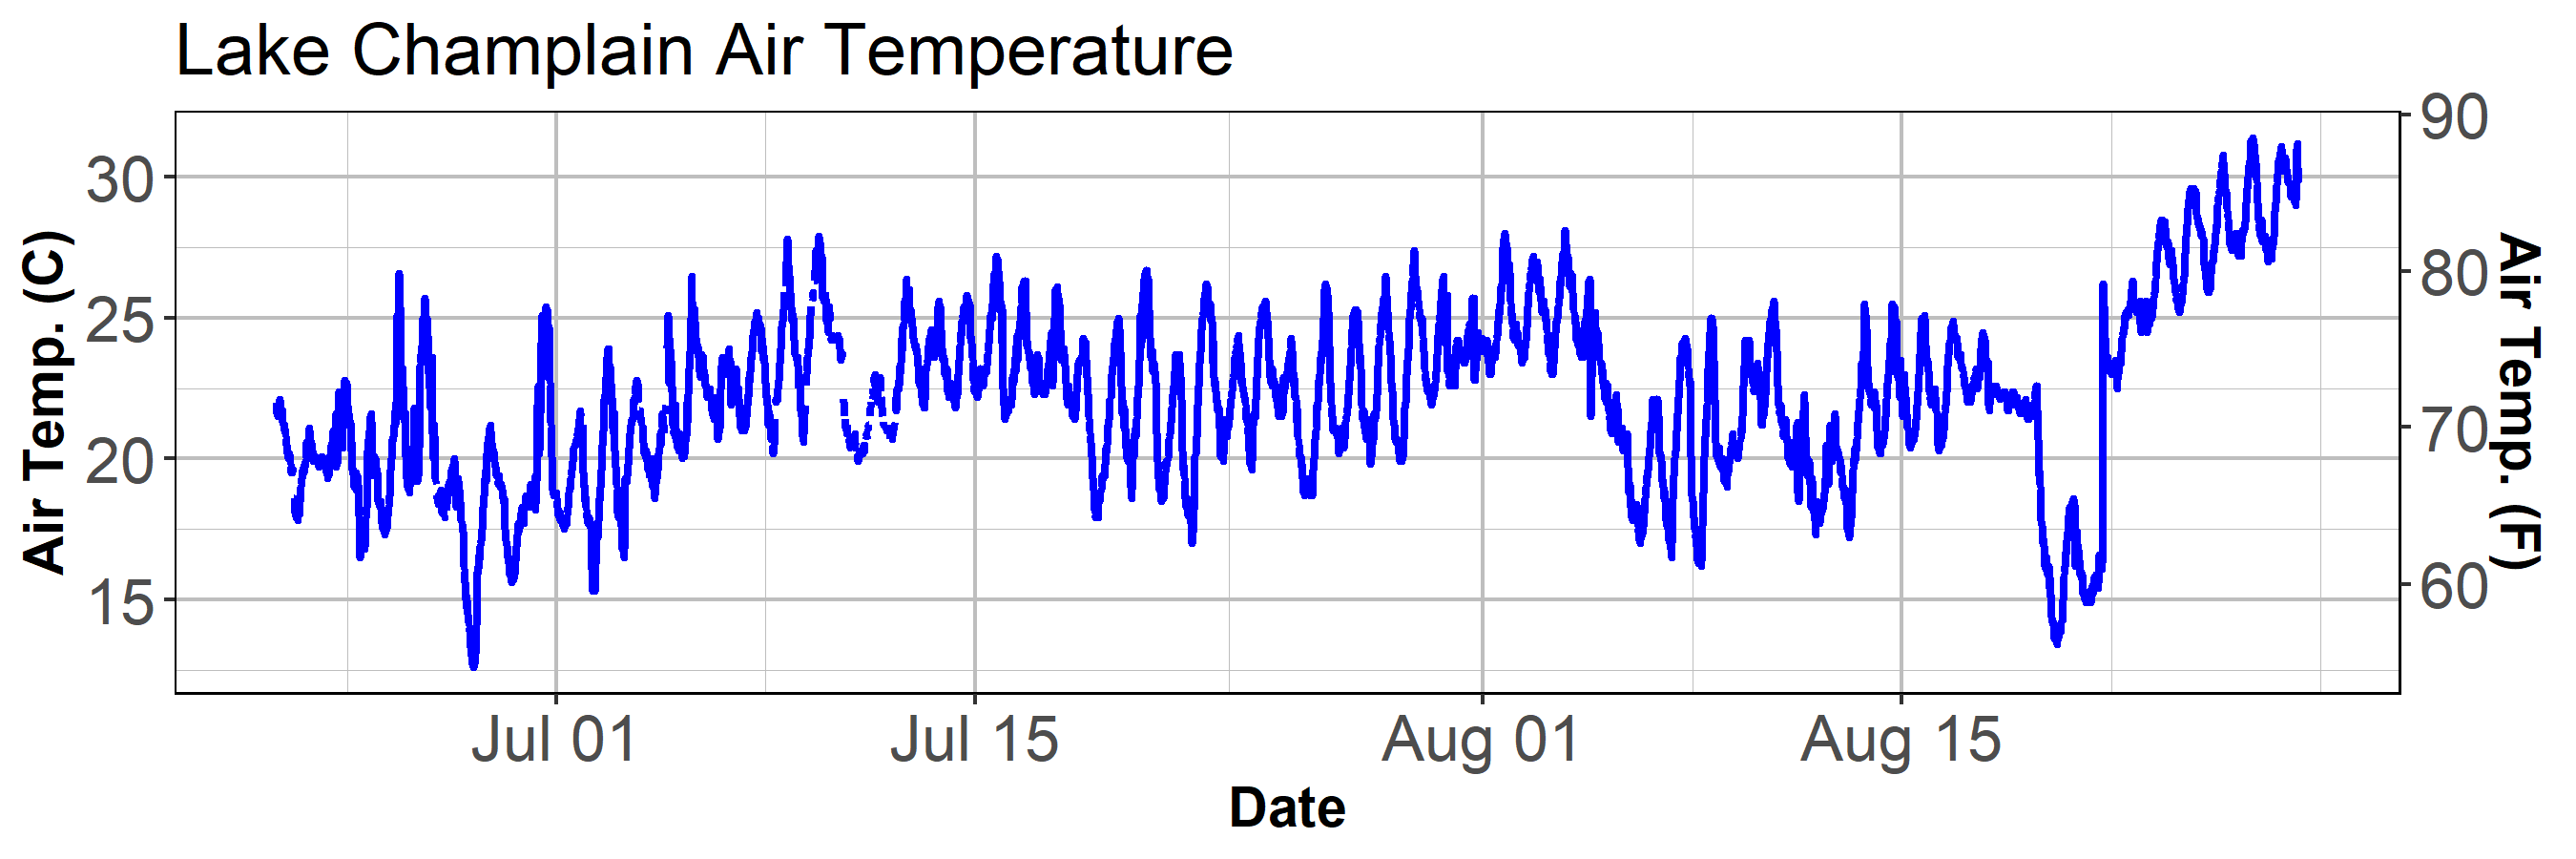 Lake Champlain Air Temperature
Air Temp. (C)
30
25
20
15
90
80
70
60
Air Temp. (F)
Jul 01
Jul 15
Aug 01
Aug 15
Date